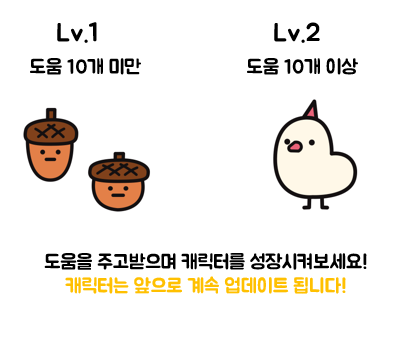 Lv.1
Lv.2
도움 10개 미만
도움 10개 이상
도움을 주고받으며 캐릭터를 성장시켜보세요!
캐릭터는 앞으로 계속 업데이트 됩니다!